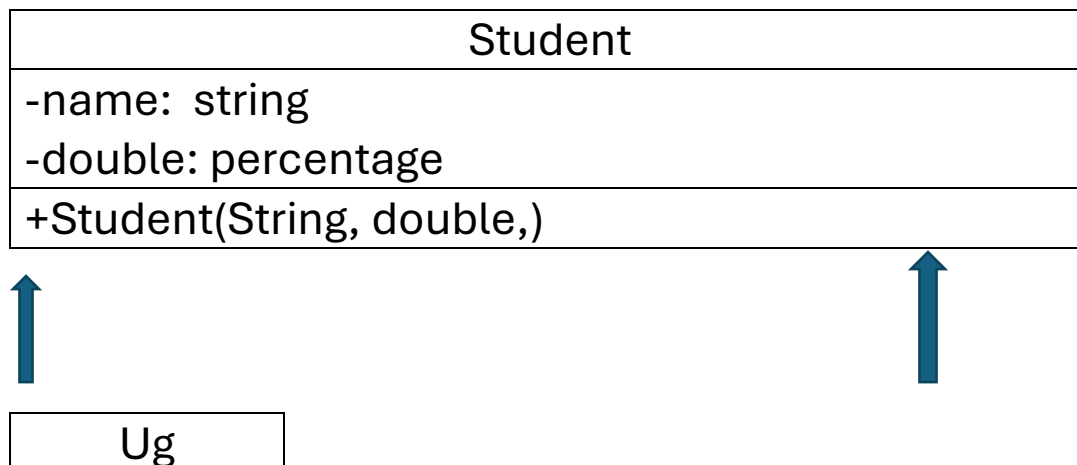 Student
-name:  string
-double: percentage
+Student(String, double,)
Ug